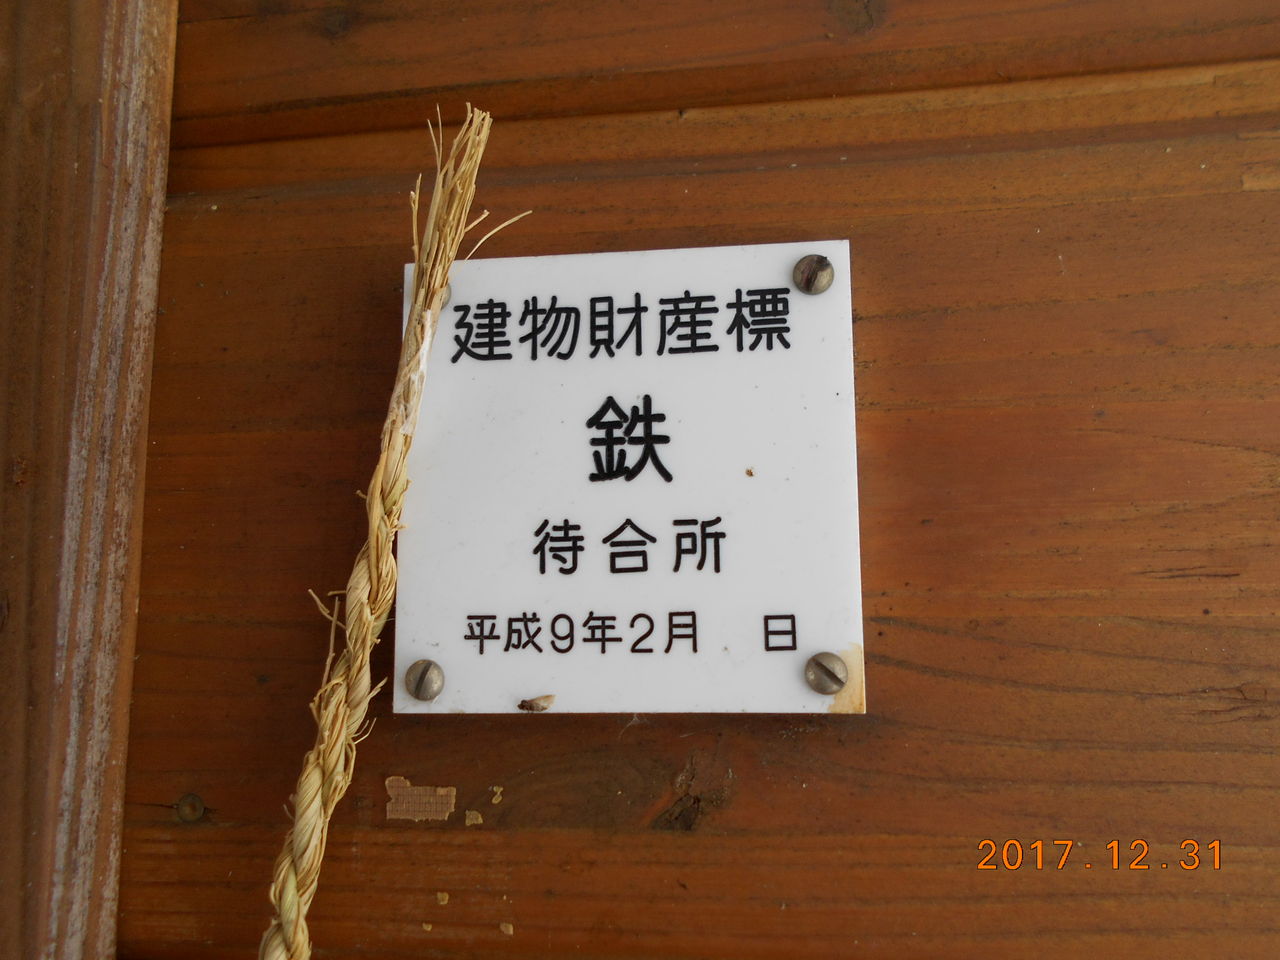 建物財産標
鉄
待合所
平成9年2月 日
2017.12.31